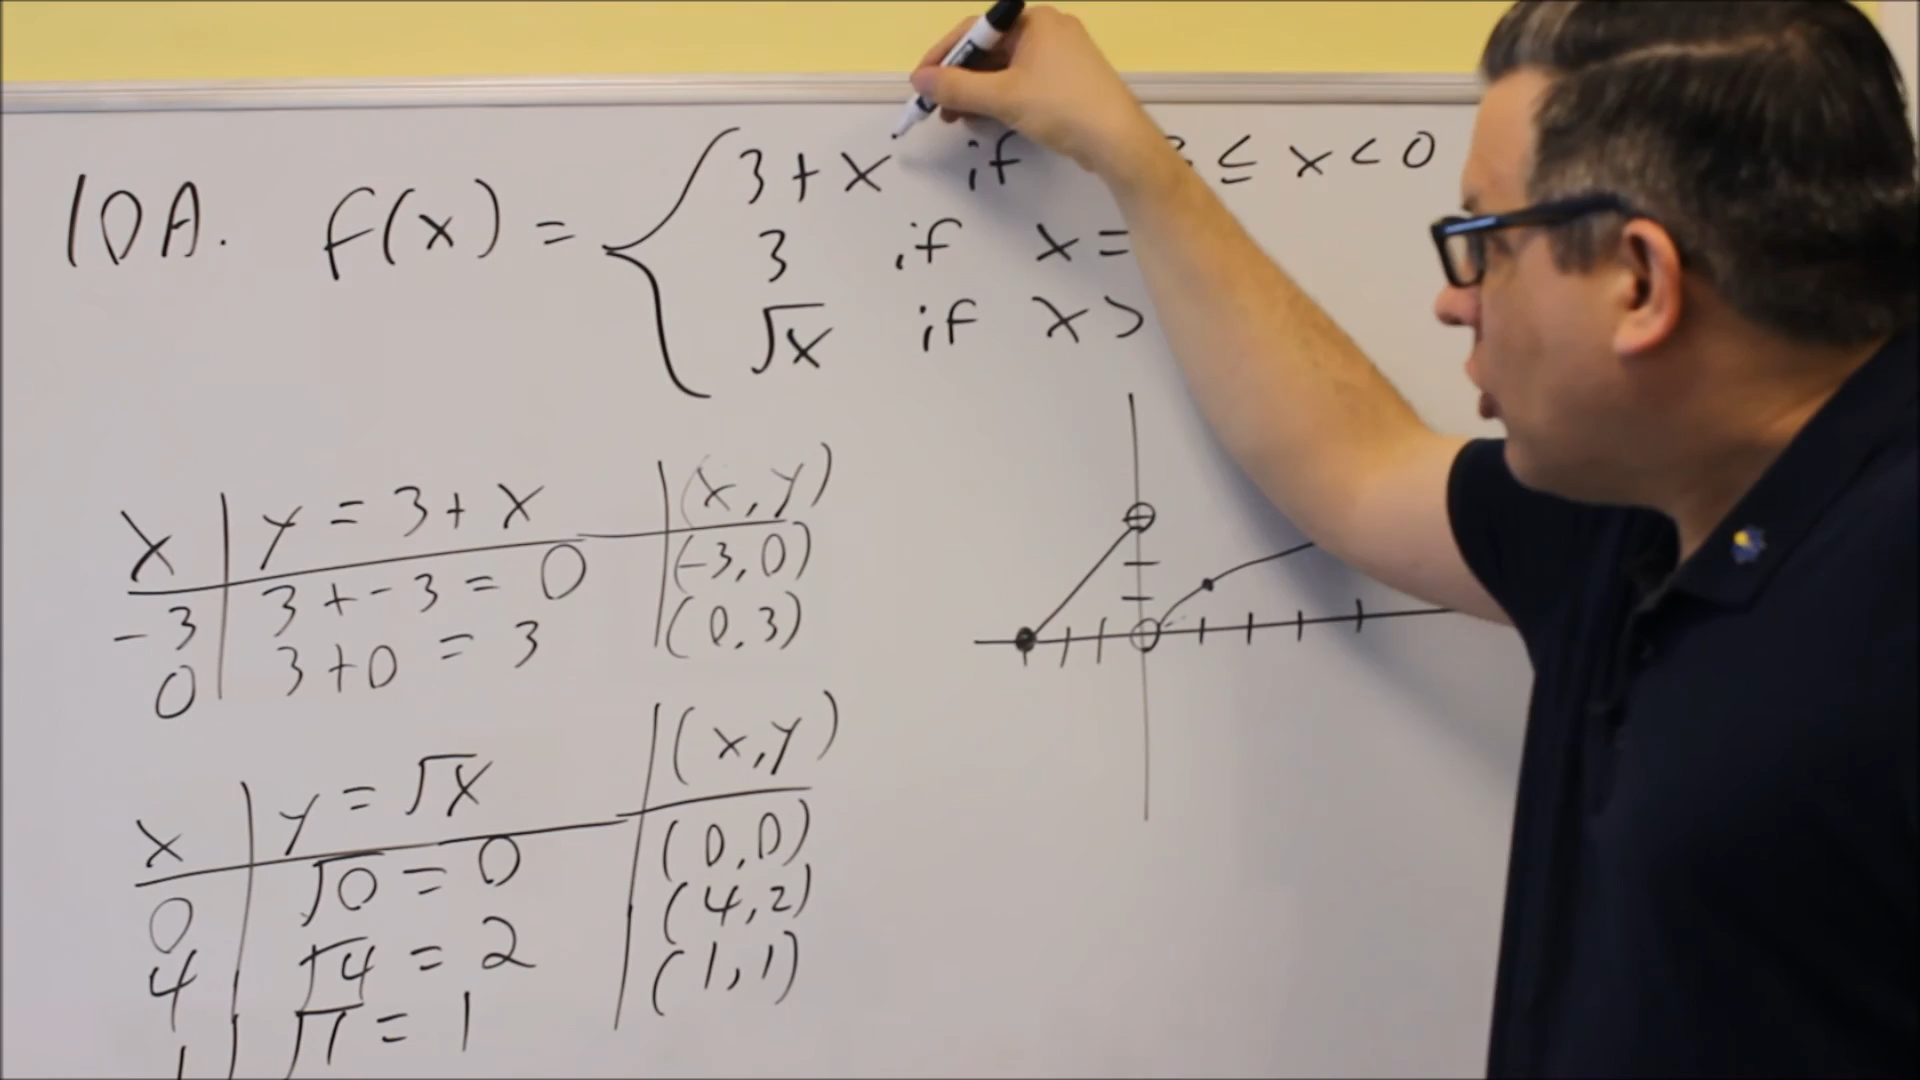 10A. f(x) = { 3 + x if ≤ x < 0
3 if x =
√x if x >
x | y = 3 + x | (x, y)
-3 | 3 + -3 = 0 | (-3, 0)
0 | 3 + 0 = 3 | (0, 3)
x | y = √x | (x, y)
0 | √0 = 0 | (0, 0)
4 | √4 = 2 | (4, 2)
1 | √1 = 1 | (1, 1)